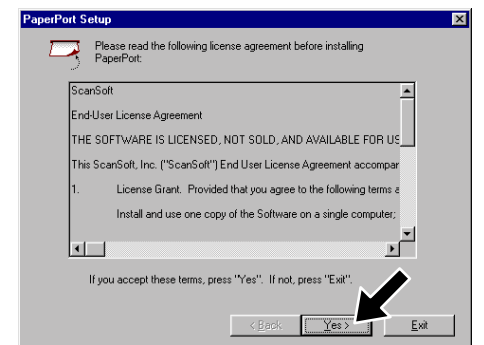 PaperPort Setup
Please read the following license agreement before installing
PaperPort:
ScanSoft
End-User License Agreement
THE SOFTWARE IS LICENSED, NOT SOLD, AND AVAILABLE FOR US
This ScanSoft, Inc. ("ScanSoft") End User License Agreement accompar
1. License Grant. Provided that you agree to the following terms a
Install and use one copy of the Software on a single computer;
If you accept these terms, press "Yes". If not, press "Exit".
< Back Yes > Exit